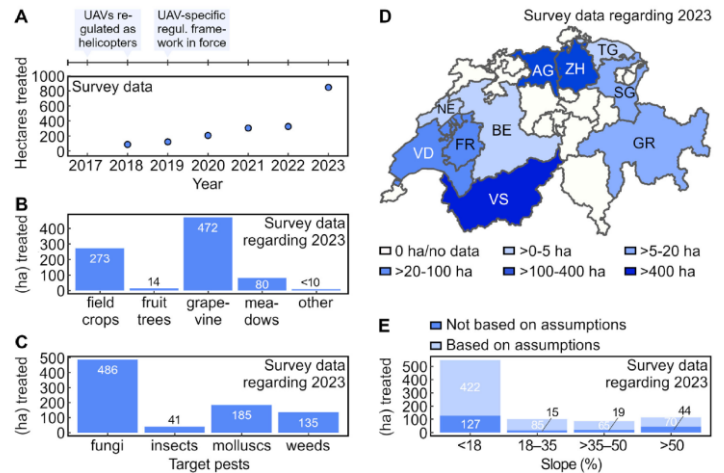 A
UAVs re-
gulated as
helicopters
UAV-specific
regul. frame-
work in force
Hectares treated
1000
800
600
400
200
0
Survey data
2017 2018 2019 2020 2021 2022 2023
Year
B
(ha) treated
400
300
200
100
0
Survey data
regarding 2023
273
14
472
80
<10
field
crops
fruit
trees
grape-
vine
mea-
dows
other
C
(ha) treated
500
400
300
200
100
0
Survey data
regarding 2023
486
41
185
135
fungi insects molluscs weeds
Target pests
D
Survey data regarding 2023
TG
AG
ZH
SG
NE
BE
FR
VD
GR
VS
0 ha/no data
>0-5 ha
>5-20 ha
>20-100 ha
>100-400 ha
>400 ha
E
Not based on assumptions
Based on assumptions
(ha) treated
500
400
300
200
100
0
Survey data
regarding 2023
422
127
85
15
65
19
70
44
<18
18–35
>35–50
>50
Slope (%)